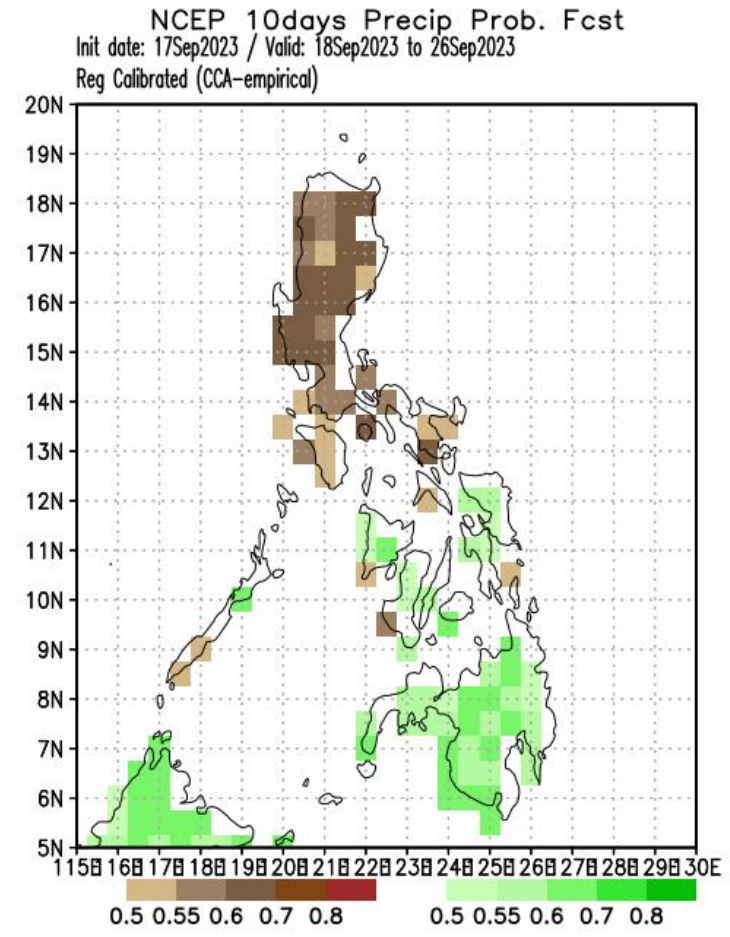 NCEP 10days Precip Prob. Fcst
Init date: 17Sep2023 / Valid: 18Sep2023 to 26Sep2023
Reg Calibrated (CCA-empirical)
20N
19N
18N
17N
16N
15N
14N
13N
12N
11N
10N
9N
8N
7N
6N
5N
115E 116E 117E 118E 119E 120E 121E 122E 123E 124E 125E 126E 127E 128E 129E 130E
0.5 0.55 0.6 0.7 0.8 0.5 0.55 0.6 0.7 0.8